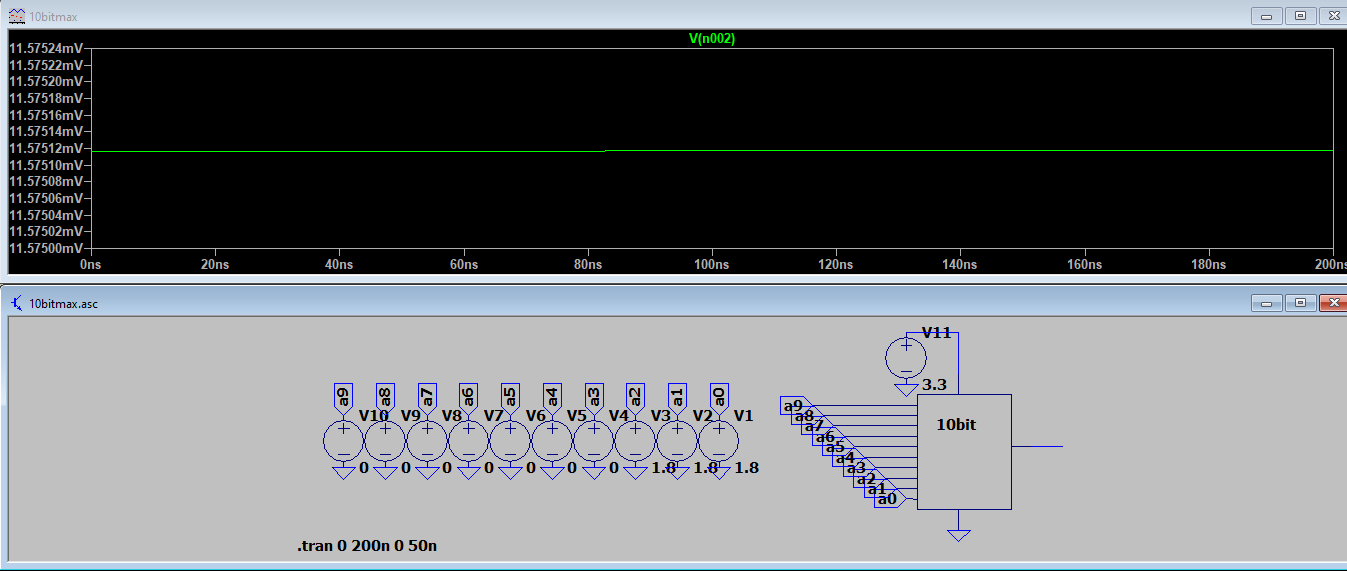 10bitmax
V(n002)
11.57524mV
11.57522mV
11.57520mV
11.57518mV
11.57516mV
11.57514mV
11.57512mV
11.57510mV
11.57508mV
11.57506mV
11.57504mV
11.57502mV
11.57500mV
0ns 20ns 40ns 60ns 80ns 100ns 120ns 140ns 160ns 180ns 200ns
10bitmax.asc
V11
3.3
a9 a8 a7 a6 a5 a4 a3 a2 a1 a0
V10 V9 V8 V7 V6 V5 V4 V3 V2 V1
0 0 0 0 0 0 0 1.8 1.8 1.8
a9
a8
a7
a6
a5
a4
a3
a2
a1
a0
10bit
.tran 0 200n 0 50n